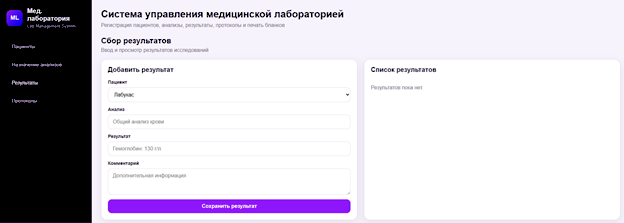 ML
Мед.
лаборатория
Lab Management System
Пациенты
Назначение анализов
Результаты
Протоколы
Система управления медицинской лабораторией
Регистрация пациентов, анализы, результаты, протоколы и печать бланков
Сбор результатов
Ввод и просмотр результатов исследований
Добавить результат
Пациент
Лабукас
Анализ
Общий анализ крови
Результат
Гемоглобин: 130 г/л
Комментарий
Дополнительная информация
Сохранить результат
Список результатов
Результатов пока нет